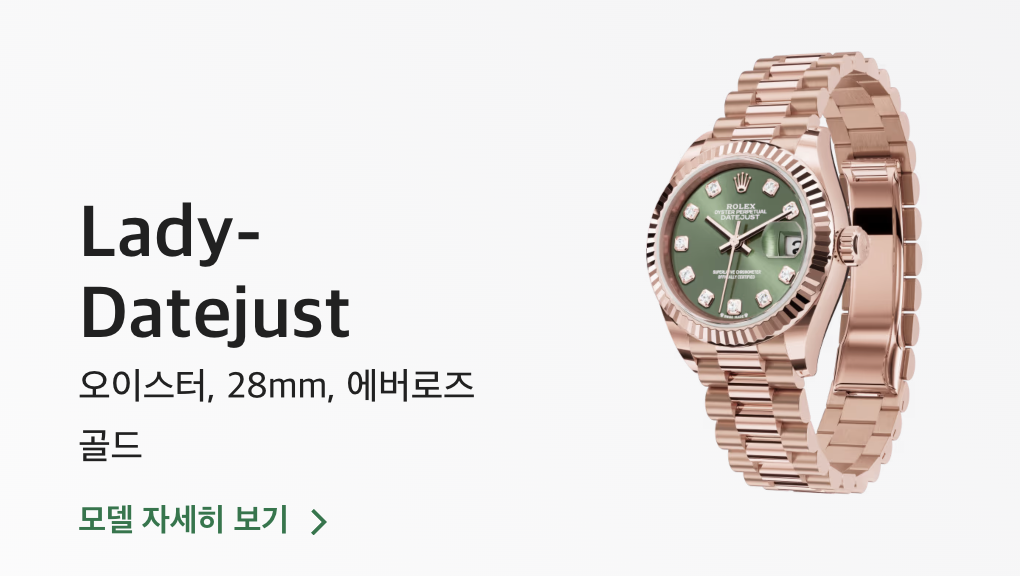 Lady-
Datejust
오이스터, 28mm, 에버로즈
골드
모델 자세히 보기
ROLEX
OYSTER PERPETUAL
DATEJUST
SUPERLATIVE CHRONOMETER
OFFICIALLY CERTIFIED